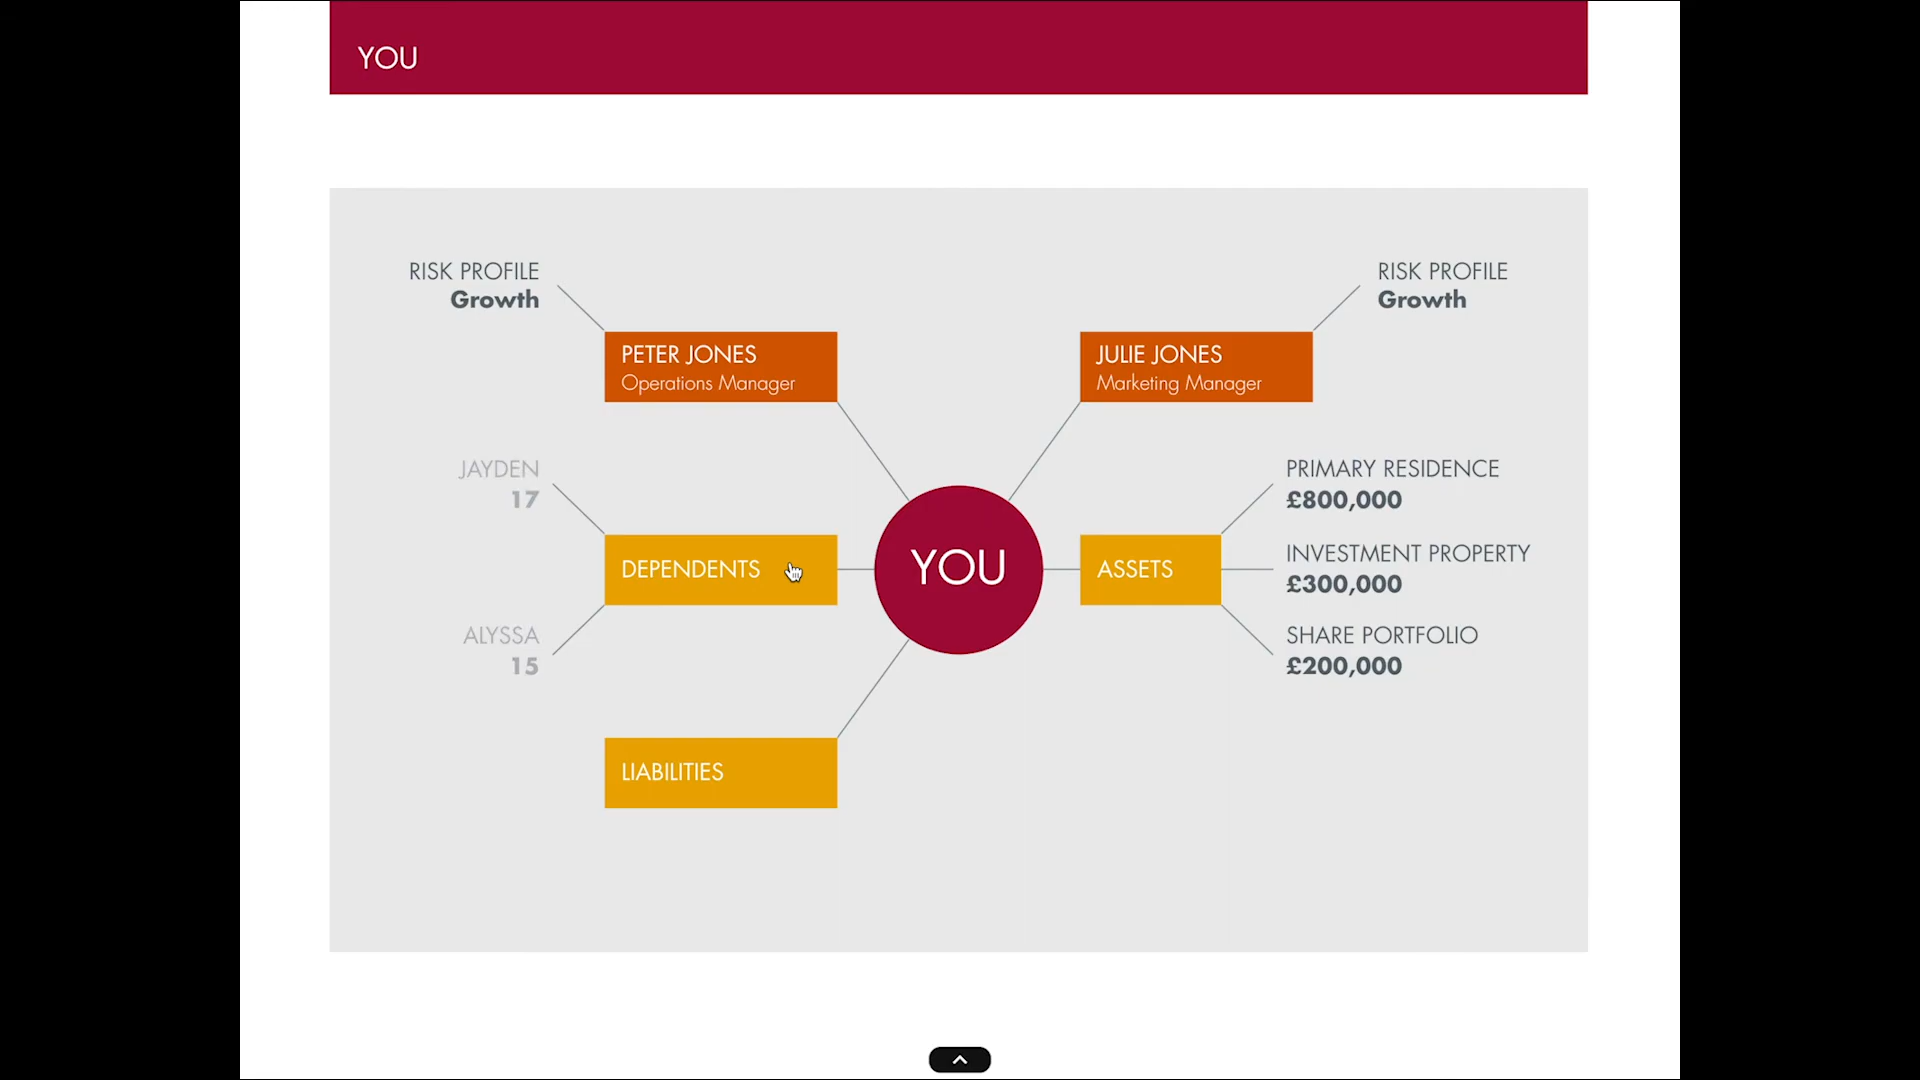 YOU
RISK PROFILE
Growth
RISK PROFILE
Growth
PETER JONES
Operations Manager
JULIE JONES
Marketing Manager
JAYDEN
17
PRIMARY RESIDENCE
£800,000
DEPENDENTS
YOU
ASSETS
INVESTMENT PROPERTY
£300,000
ALYSSA
15
SHARE PORTFOLIO
£200,000
LIABILITIES